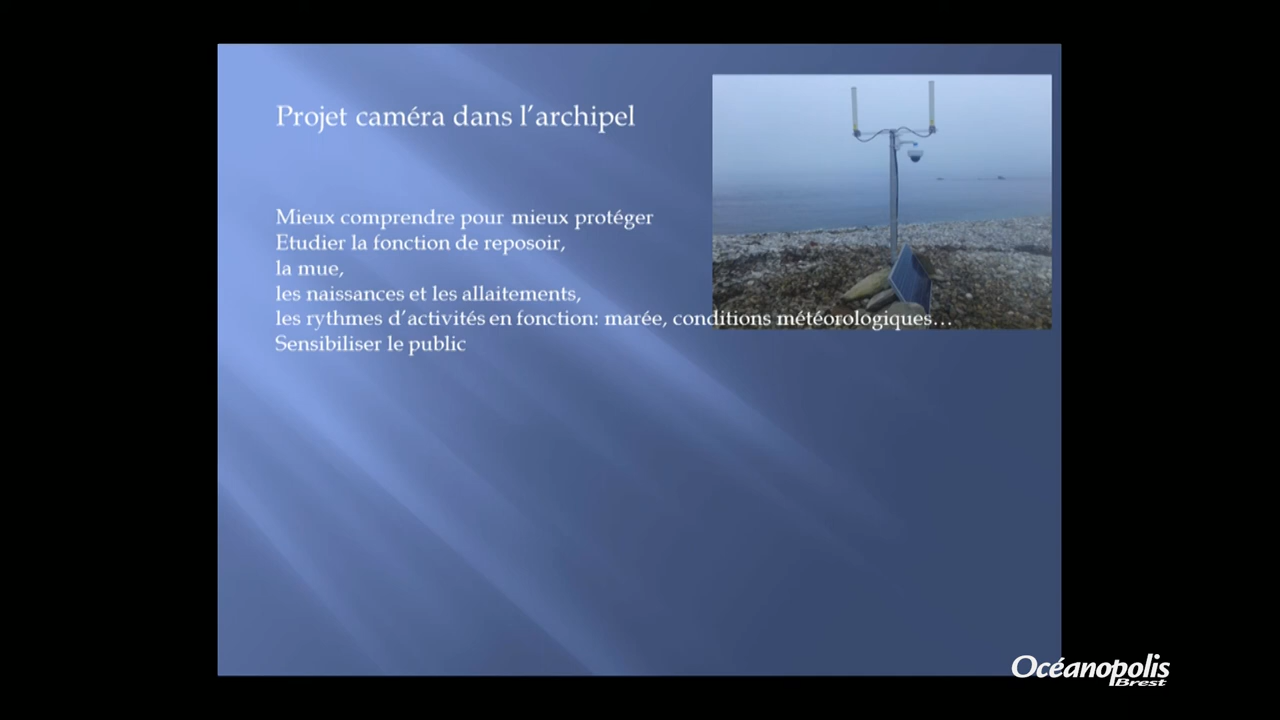 Projet caméra dans l'archipel
Mieux comprendre pour mieux protéger
Etudier la fonction de reposoir,
la mue,
les naissances et les allaitements,
les rythmes d'activités en fonction: marée, conditions météorologiques…
Sensibiliser le public
Océanopolis
Brest